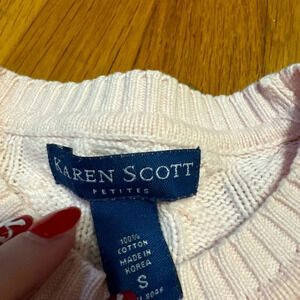 KAREN SCOTT
PETITES
100%
COTTON
MADE IN
KOREA
S